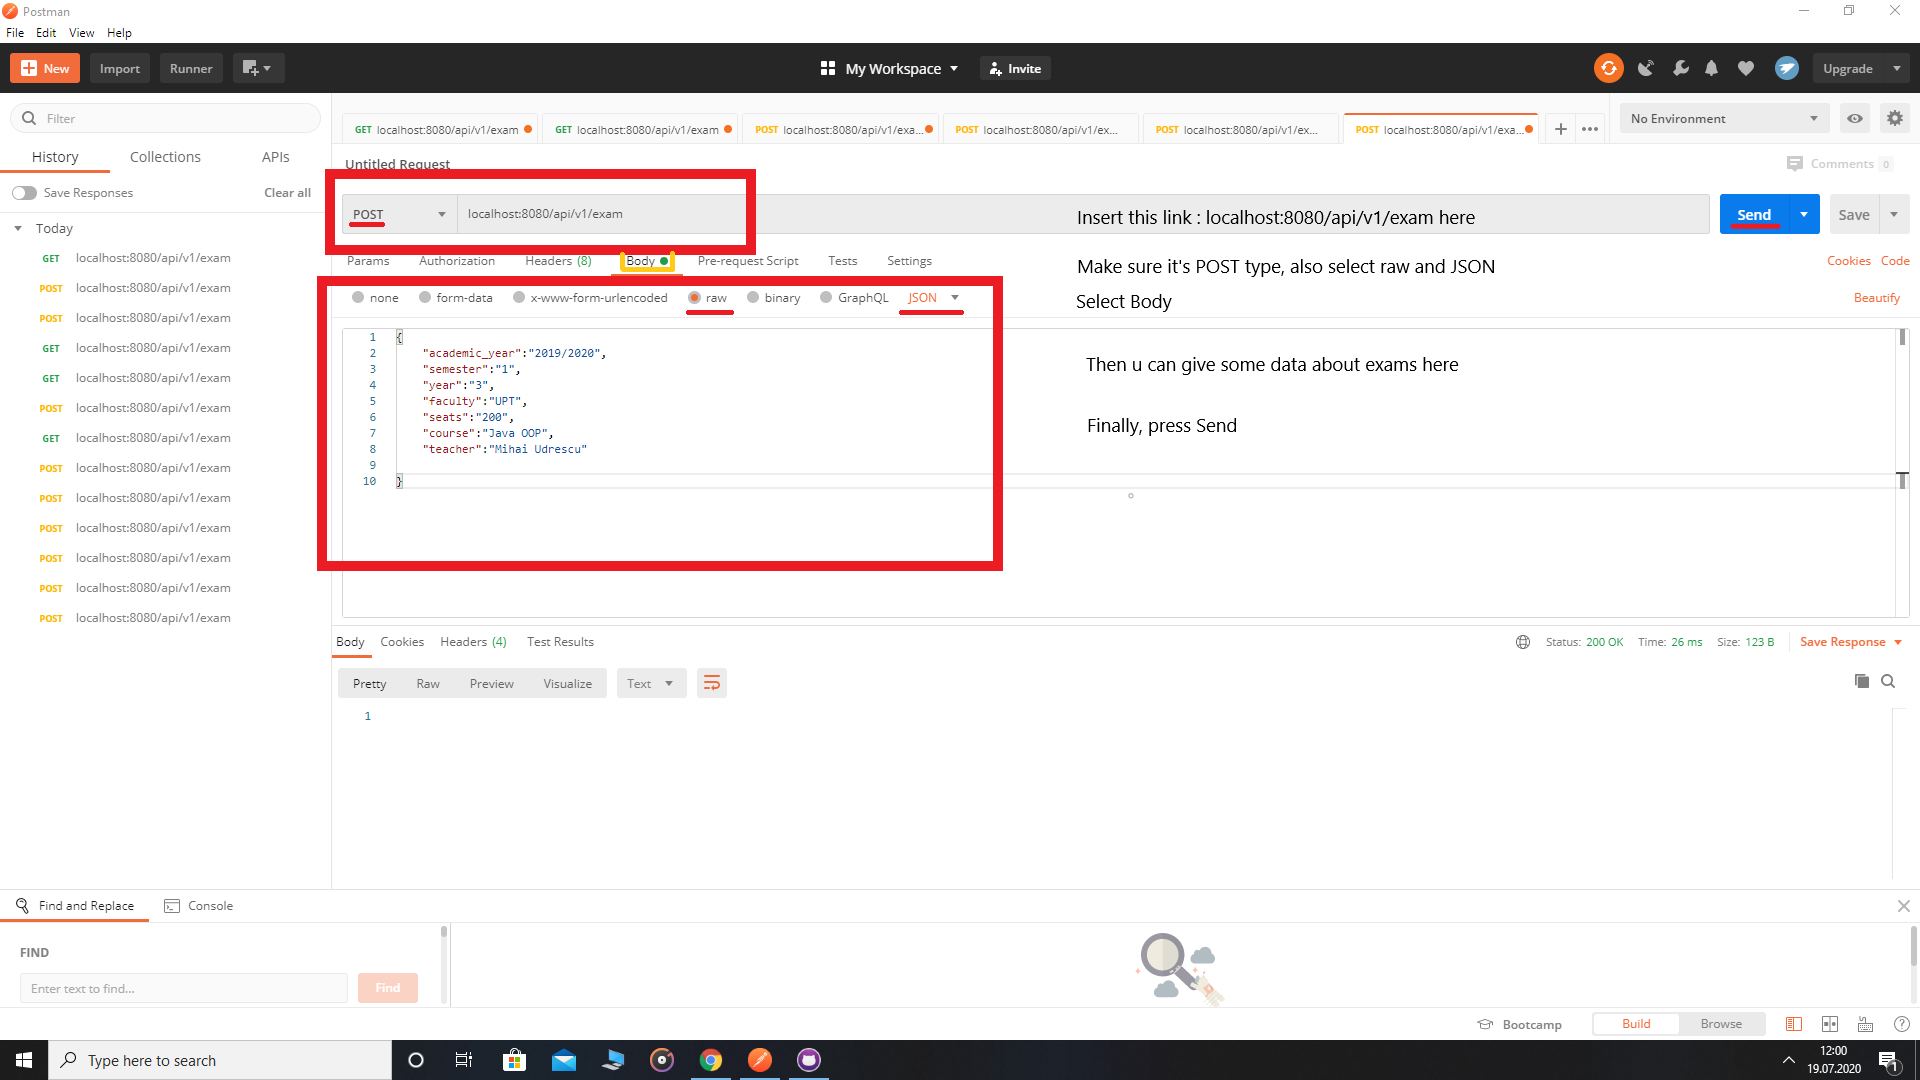 Postman
File Edit View Help
New Import Runner My Workspace Invite Upgrade
Filter
History Collections APIs
Save Responses Clear all
Today
GET localhost:8080/api/v1/exam
POST localhost:8080/api/v1/exam
POST localhost:8080/api/v1/exam
GET localhost:8080/api/v1/exam
GET localhost:8080/api/v1/exam
POST localhost:8080/api/v1/exam
GET localhost:8080/api/v1/exam
POST localhost:8080/api/v1/exam
POST localhost:8080/api/v1/exam
POST localhost:8080/api/v1/exam
POST localhost:8080/api/v1/exam
POST localhost:8080/api/v1/exam
POST localhost:8080/api/v1/exam
GET localhost:8080/api/v1/exam GET localhost:8080/api/v1/exam POST localhost:8080/api/v1/exa... POST localhost:8080/api/v1/ex... POST localhost:8080/api/v1/ex... POST localhost:8080/api/v1/exa... No Environment
Untitled Request Comments 0
POST localhost:8080/api/v1/exam Insert this link : localhost:8080/api/v1/exam here Send Save
Params Authorization Headers (8) Body Pre-request Script Tests Settings Make sure it's POST type, also select raw and JSON Cookies Code
none form-data x-www-form-urlencoded raw binary GraphQL JSON Select Body Beautify
1 {
2 "academic_year":"2019/2020",
3 "semester":"1", Then u can give some data about exams here
4 "year":"3",
5 "faculty":"UPT",
6 "seats":"200",
7 "course":"Java OOP", Finally, press Send
8 "teacher":"Mihai Udrescu"
9
10 }
Body Cookies Headers (4) Test Results Status: 200 OK Time: 26 ms Size: 123 B Save Response
Pretty Raw Preview Visualize Text
1
Find and Replace Console
FIND
Enter text to find... Find
Bootcamp Build Browse
Type here to search 12:00
19.07.2020 1